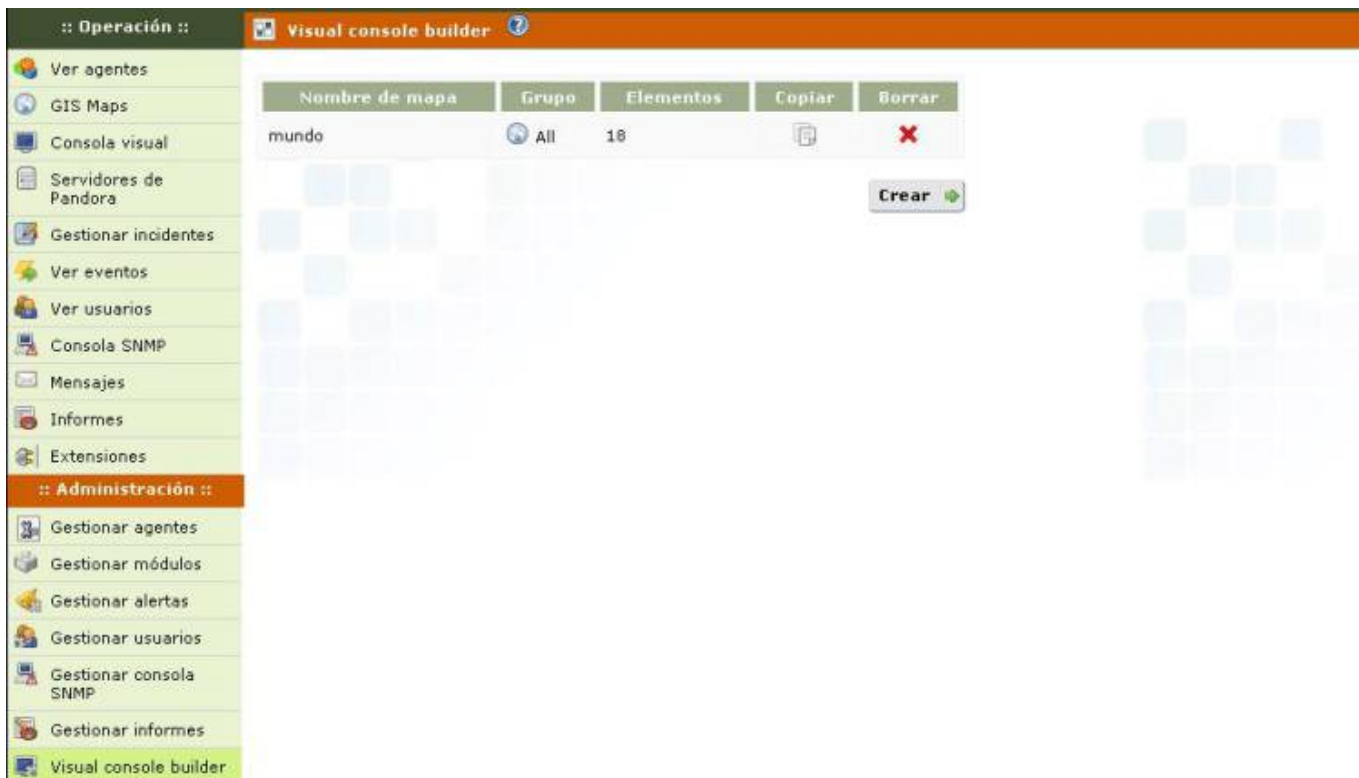 :: Operación ::
Ver agentes
GIS Maps
Consola visual
Servidores de
Pandora
Gestionar incidentes
Ver eventos
Ver usuarios
Consola SNMP
Mensajes
Informes
Extensiones
:: Administración ::
Gestionar agentes
Gestionar módulos
Gestionar alertas
Gestionar usuarios
Gestionar consola
SNMP
Gestionar informes
Visual console builder
Visual console builder ?
Nombre de mapa Grupo Elementos Copiar Borrar
mundo All 18
Crear